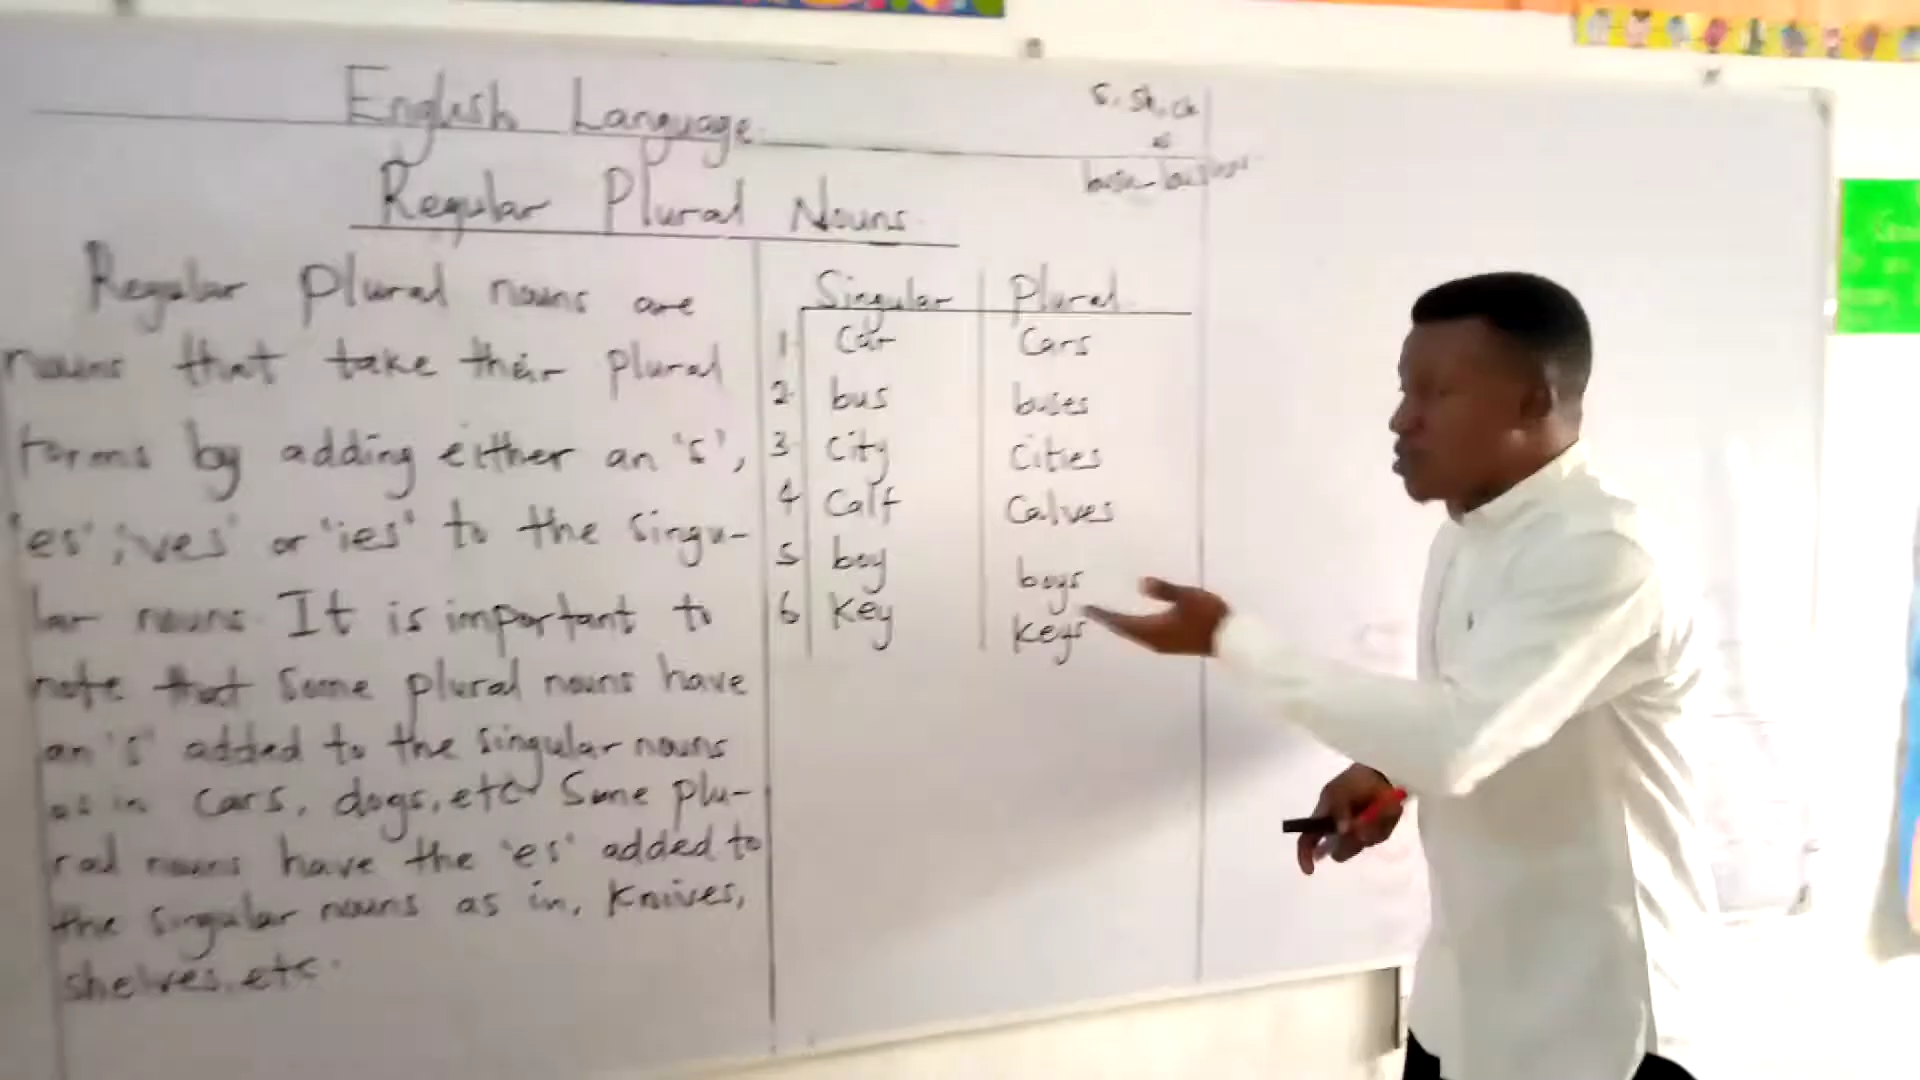 English Language
s, sh, ch
es
Regular Plural Nouns
Regular plural nouns are
nouns that take their plural
forms by adding either an 's',
'es', 'ves' or 'ies' to the singu-
lar nouns. It is important to
note that some plural nouns have
an 's' added to the singular nouns
as in cars, dogs, etc. Some plu-
ral nouns have the 'es' added to
the singular nouns as in, knives,
shelves, etc.
Singular Plural
1. Car Cars
2. bus buses
3. City Cities
4 Calf Calves
5 boy boys
6 Key Keys